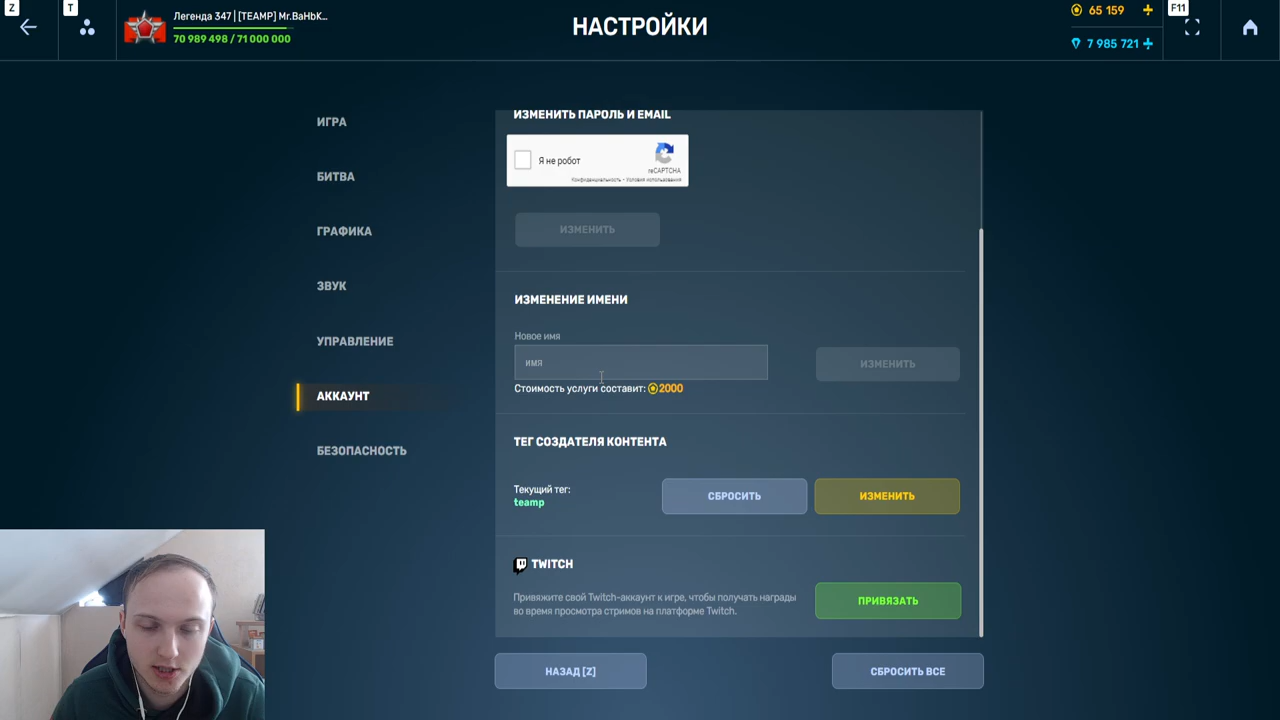 Z
T
Легенда 347 | [TEAMP] Mr.BaHbK...
70 989 498 / 71 000 000
НАСТРОЙКИ
65 159 +
7 985 721 +
F11
ИГРА
БИТВА
ГРАФИКА
ЗВУК
УПРАВЛЕНИЕ
АККАУНТ
БЕЗОПАСНОСТЬ
ИЗМЕНИТЬ ПАРОЛЬ И EMAIL
Я не робот
reCAPTCHA
Конфиденциальность - Условия использования
ИЗМЕНИТЬ
ИЗМЕНЕНИЕ ИМЕНИ
Новое имя
имя
ИЗМЕНИТЬ
Стоимость услуги составит: 2000
ТЕГ СОЗДАТЕЛЯ КОНТЕНТА
Текущий тег:
teamp
СБРОСИТЬ
ИЗМЕНИТЬ
TWITCH
Привяжите свой Twitch-аккаунт к игре, чтобы получать награды
во время просмотра стримов на платформе Twitch.
ПРИВЯЗАТЬ
НАЗАД [Z]
СБРОСИТЬ ВСЕ